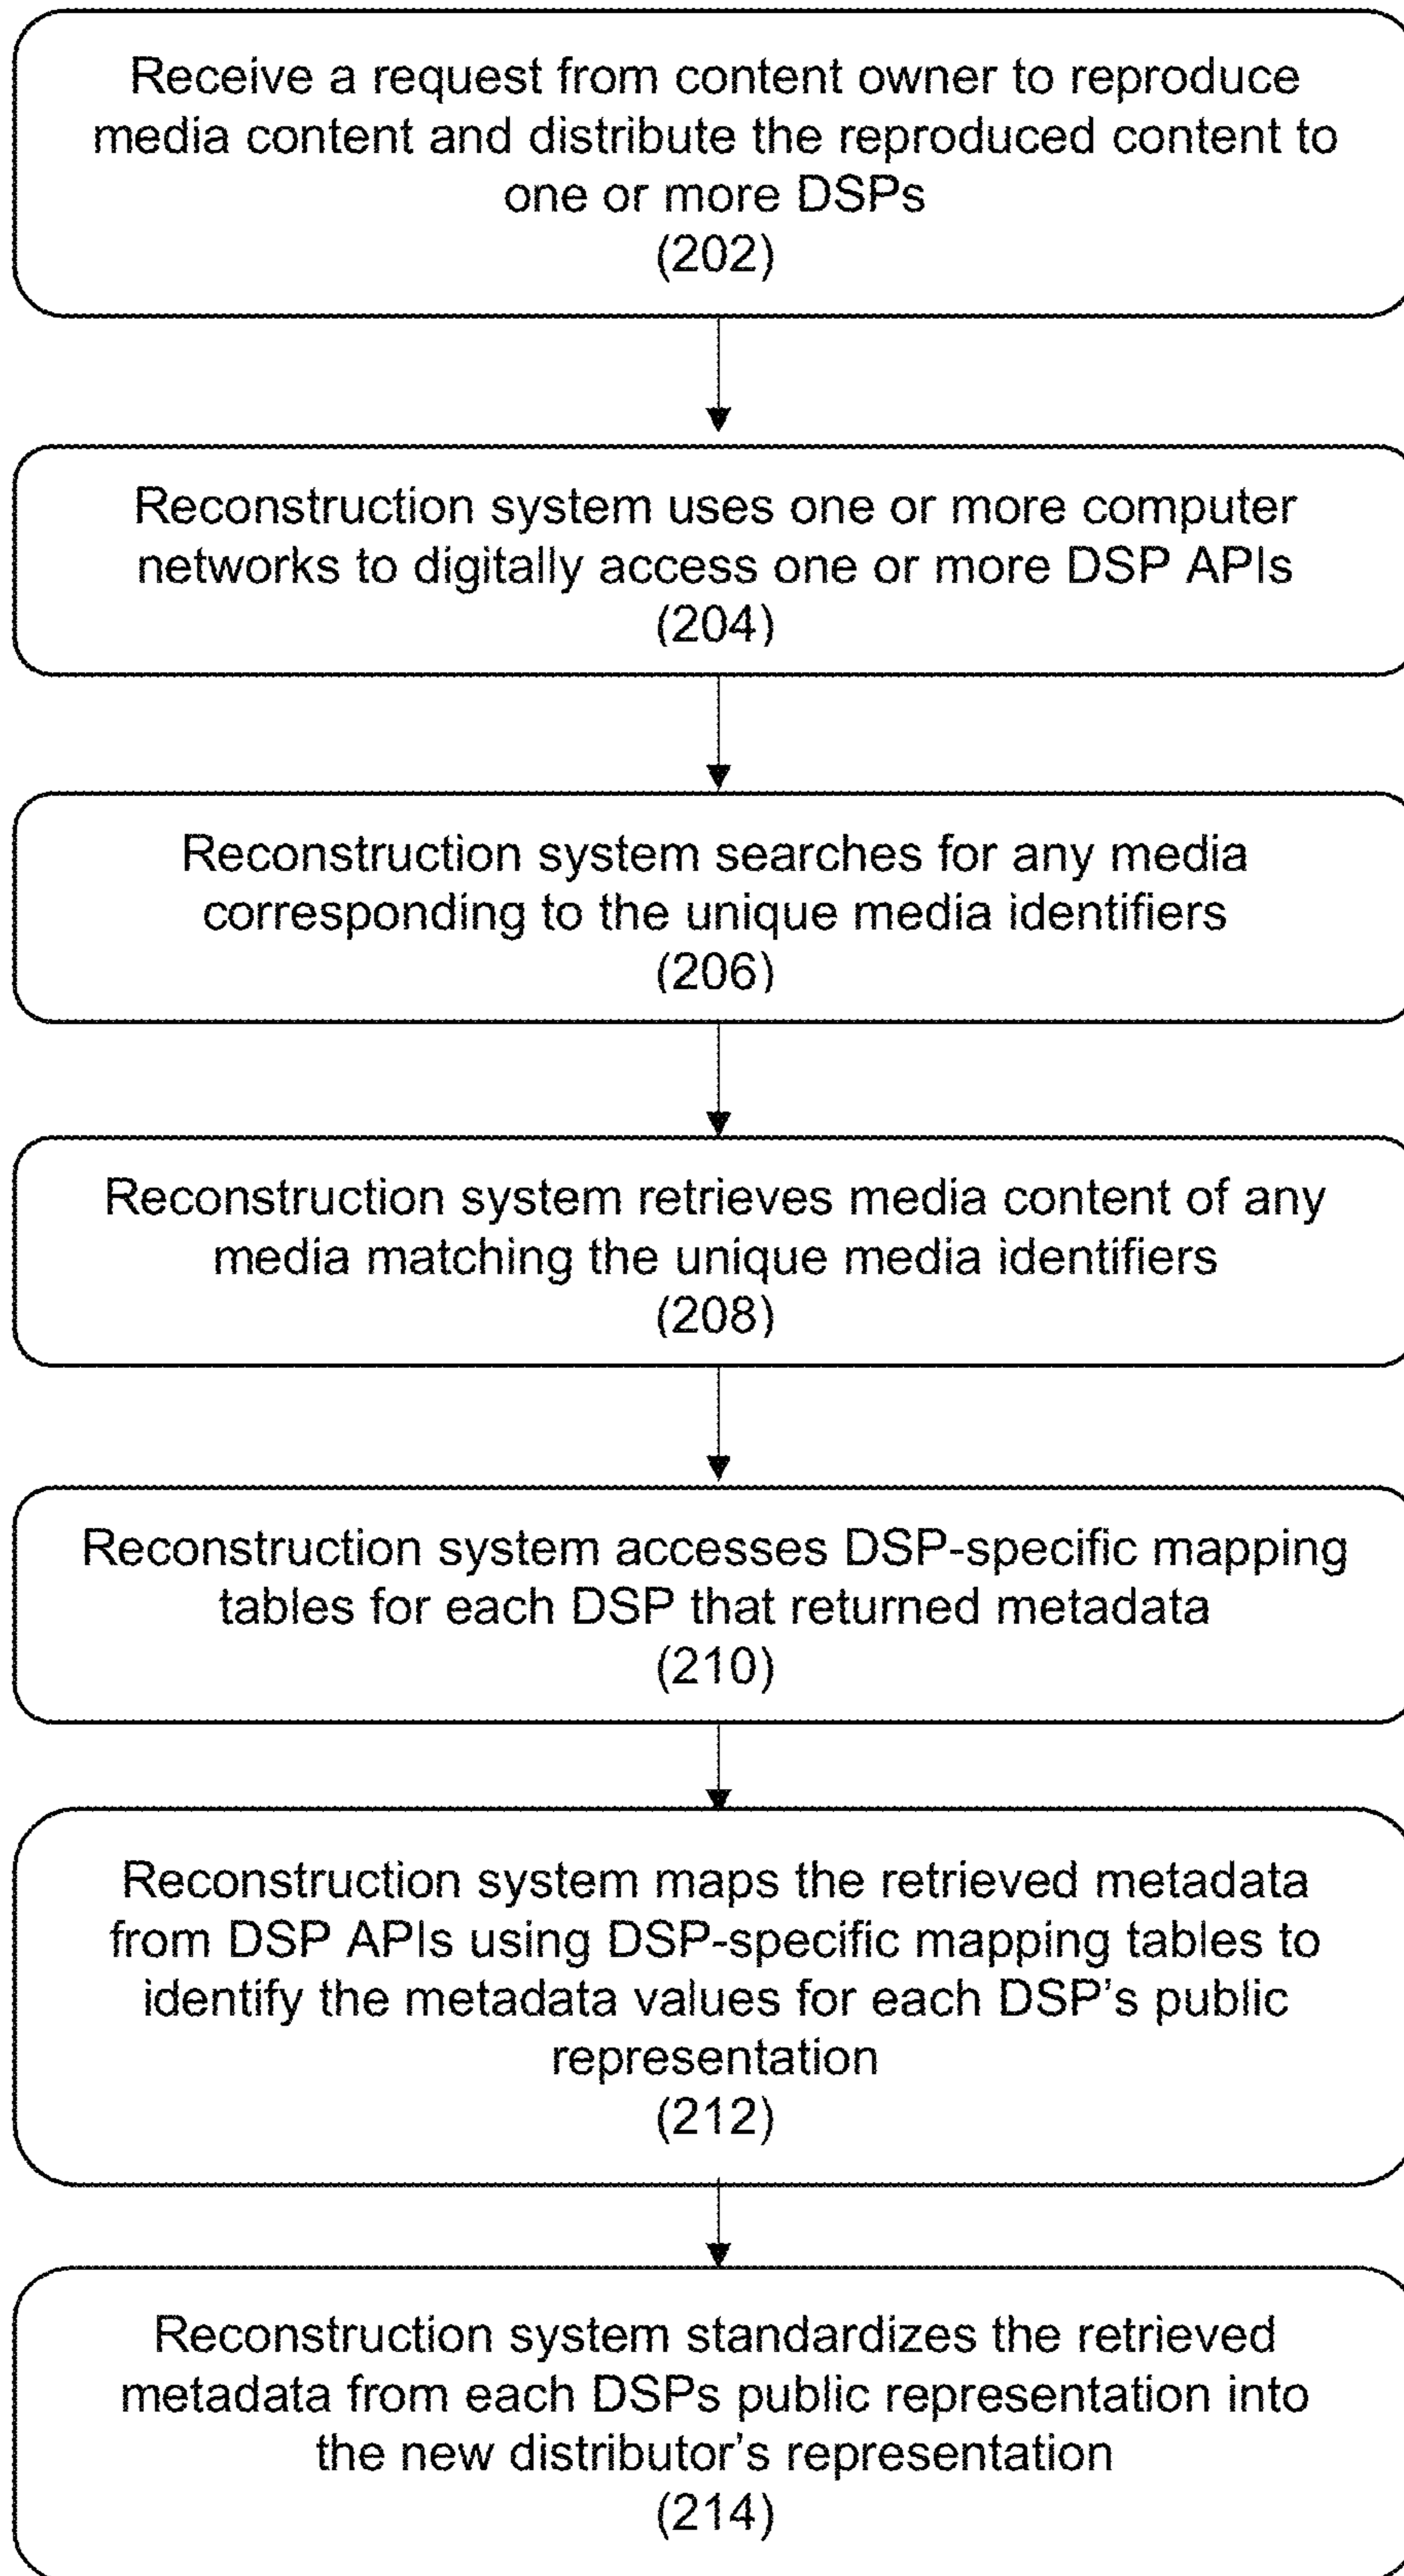 Receive a request from content owner to reproduce
media content and distribute the reproduced content to
one or more DSPs
(202)
Reconstruction system uses one or more computer
networks to digitally access one or more DSP APIs
(204)
Reconstruction system searches for any media
corresponding to the unique media identifiers
(206)
Reconstruction system retrieves media content of any
media matching the unique media identifiers
(208)
Reconstruction system accesses DSP-specific mapping
tables for each DSP that returned metadata
(210)
Reconstruction system maps the retrieved metadata
from DSP APIs using DSP-specific mapping tables to
identify the metadata values for each DSP's public
representation
(212)
Reconstruction system standardizes the retrieved
metadata from each DSPs public representation into
the new distributor's representation
(214)